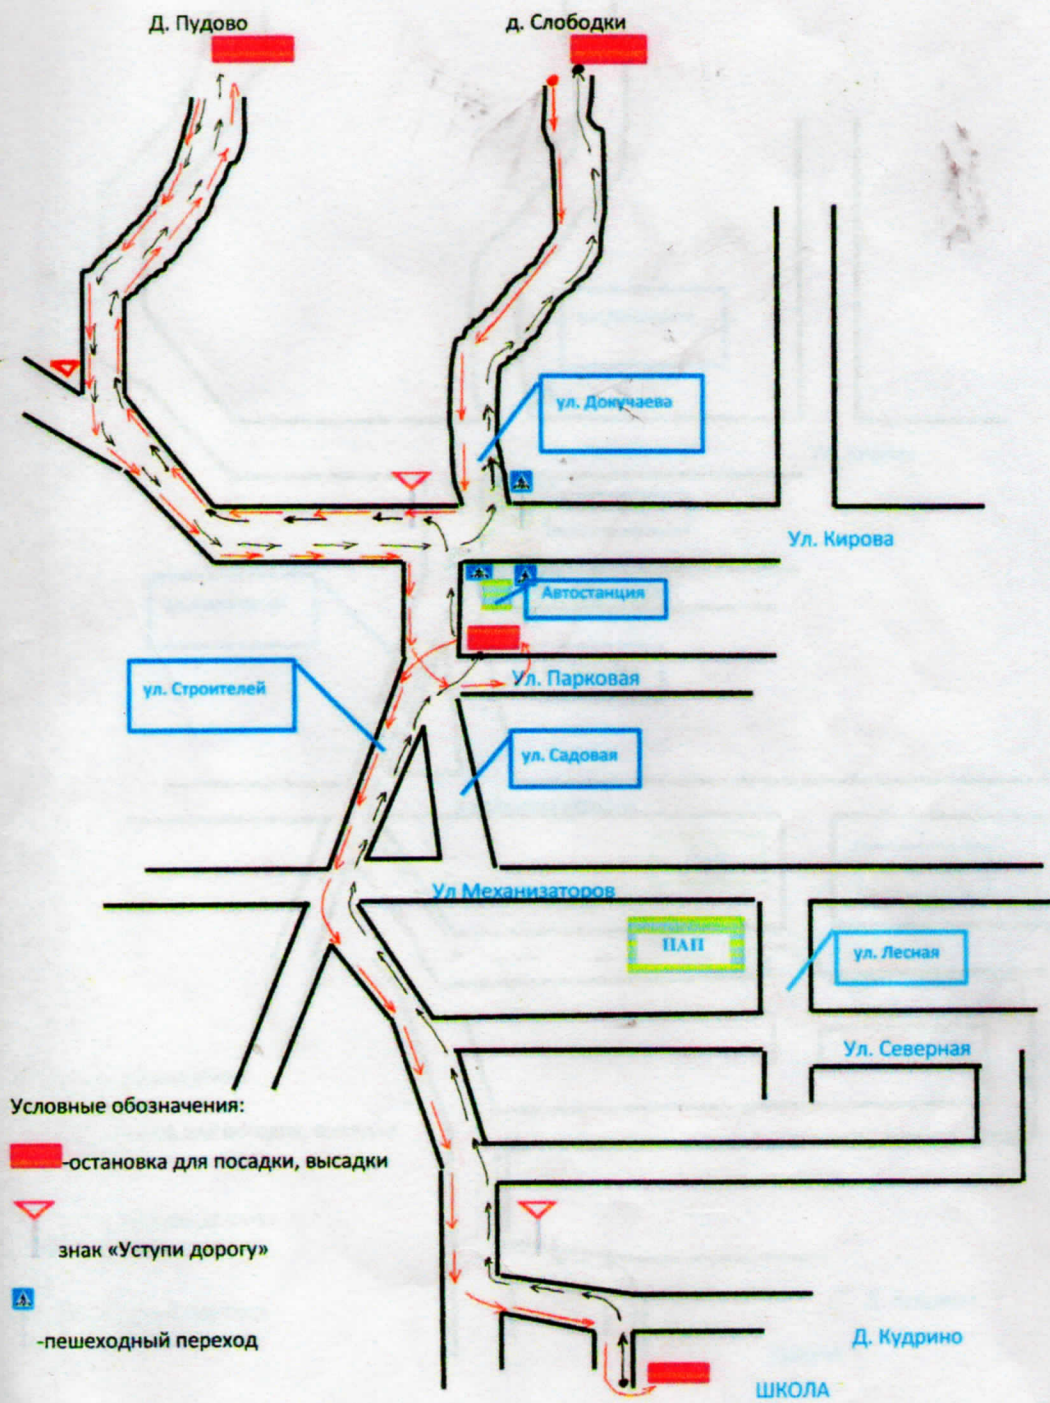 Д. Пудово
д. Слободки
ул. Докучаева
Ул. Кирова
Автостанция
Ул. Парковая
ул. Строителей
ул. Садовая
Ул Механизаторов
ПАП
ул. Лесная
Ул. Северная
Условные обозначения:
-остановка для посадки, высадки
знак «Уступи дорогу»
-пешеходный переход
Д. Кудрино
ШКОЛА